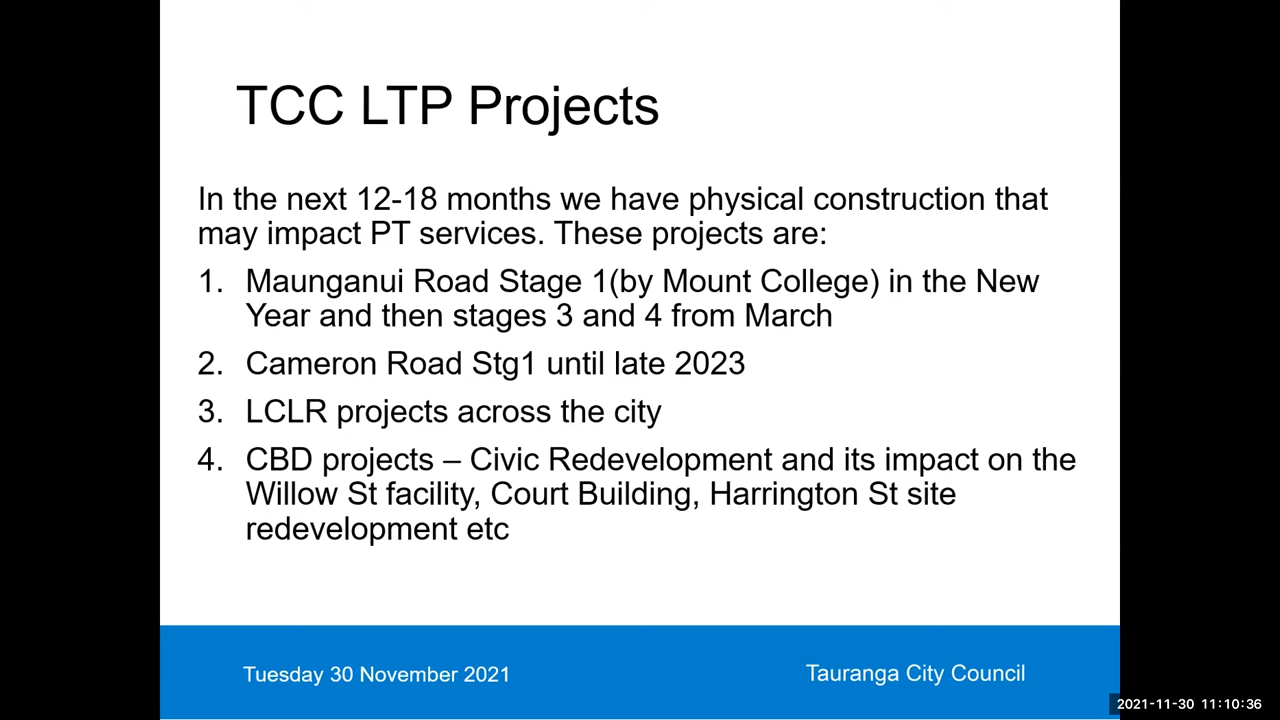 TCC LTP Projects
In the next 12-18 months we have physical construction that
may impact PT services. These projects are:
1. Maunganui Road Stage 1(by Mount College) in the New
Year and then stages 3 and 4 from March
2. Cameron Road Stg1 until late 2023
3. LCLR projects across the city
4. CBD projects – Civic Redevelopment and its impact on the
Willow St facility, Court Building, Harrington St site
redevelopment etc
Tuesday 30 November 2021
Tauranga City Council
2021-11-30 11:10:36